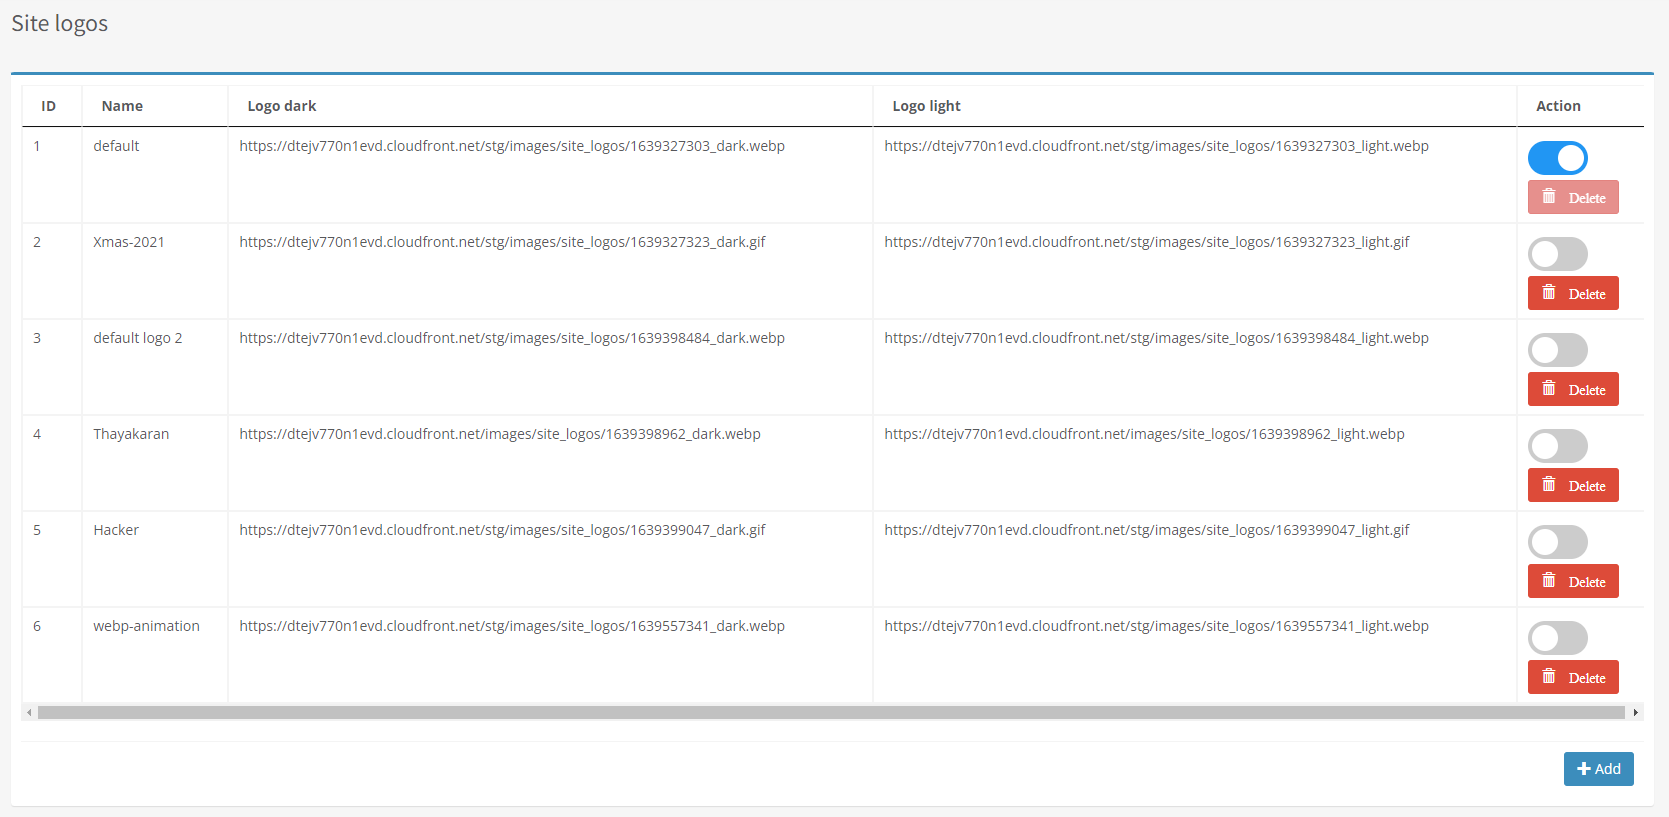 Site logos
ID Name Logo dark Logo light Action
1 default https://dtejv770n1evd.cloudfront.net/stg/images/site_logos/1639327303_dark.webp https://dtejv770n1evd.cloudfront.net/stg/images/site_logos/1639327303_light.webp
Delete
2 Xmas-2021 https://dtejv770n1evd.cloudfront.net/stg/images/site_logos/1639327323_dark.gif https://dtejv770n1evd.cloudfront.net/stg/images/site_logos/1639327323_light.gif
Delete
3 default logo 2 https://dtejv770n1evd.cloudfront.net/stg/images/site_logos/1639398484_dark.webp https://dtejv770n1evd.cloudfront.net/stg/images/site_logos/1639398484_light.webp
Delete
4 Thayakaran https://dtejv770n1evd.cloudfront.net/images/site_logos/1639398962_dark.webp https://dtejv770n1evd.cloudfront.net/images/site_logos/1639398962_light.webp
Delete
5 Hacker https://dtejv770n1evd.cloudfront.net/stg/images/site_logos/1639399047_dark.gif https://dtejv770n1evd.cloudfront.net/stg/images/site_logos/1639399047_light.gif
Delete
6 webp-animation https://dtejv770n1evd.cloudfront.net/stg/images/site_logos/1639557341_dark.webp https://dtejv770n1evd.cloudfront.net/stg/images/site_logos/1639557341_light.webp
Delete
Add